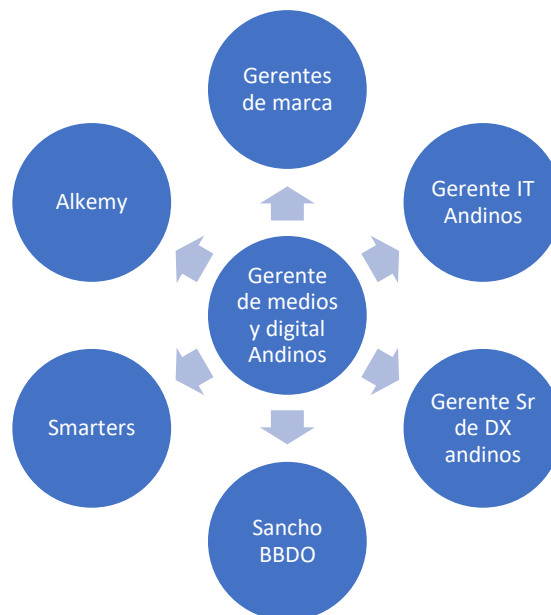 Gerentes
de marca
Gerente IT
Andinos
Gerente Sr
de DX
andinos
Sancho
BBDO
Smarters
Alkemy
Gerente
de medios
y digital
Andinos